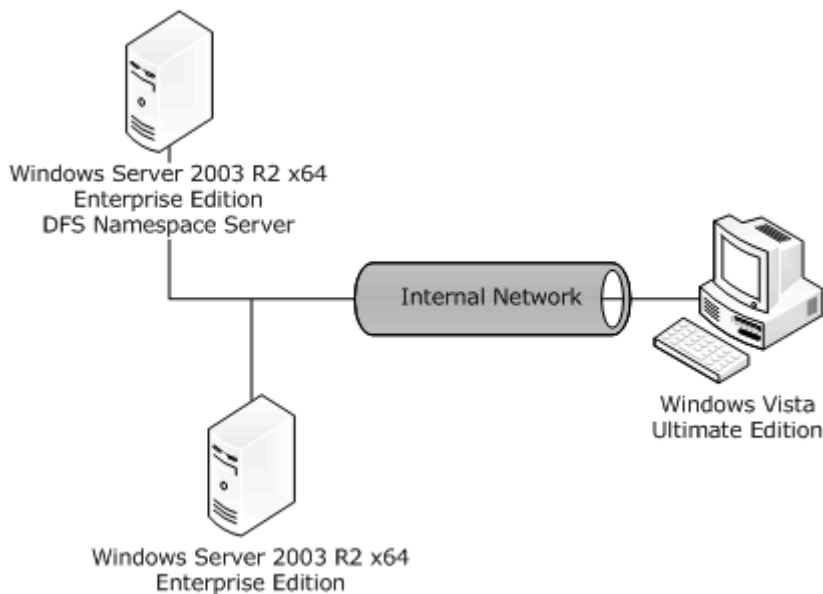 Windows Server 2003 R2 x64
Enterprise Edition
DFS Namespace Server
Internal Network
Windows Vista
Ultimate Edition
Windows Server 2003 R2 x64
Enterprise Edition